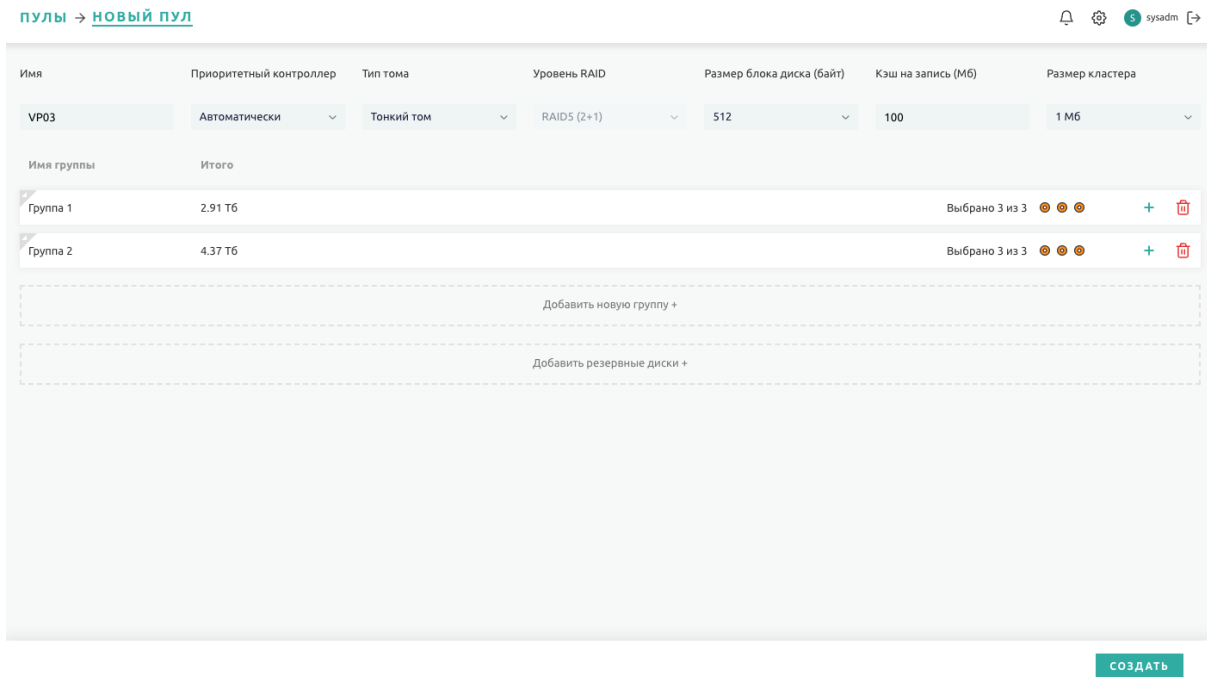 ПУЛЫ → НОВЫЙ ПУЛ
S sysadm
Имя Приоритетный контроллер Тип тома Уровень RAID Размер блока диска (байт) Кэш на запись (Мб) Размер кластера
VP03 Автоматически Тонкий том RAID5 (2+1) 512 100 1 Мб
Имя группы Итого
Группа 1 2.91 Тб Выбрано 3 из 3 +
Группа 2 4.37 Тб Выбрано 3 из 3 +
Добавить новую группу +
Добавить резервные диски +
СОЗДАТЬ